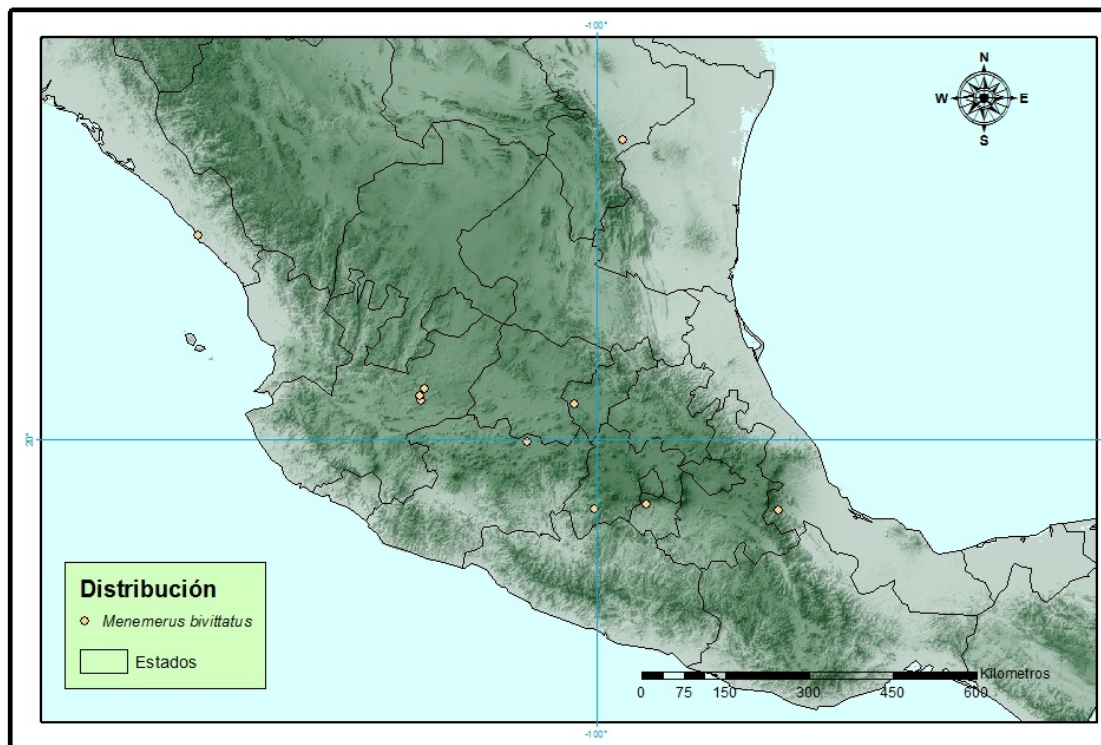 -100°
N
W E
S
20°
Distribución
Menemerus bivittatus
Estados
Kilometros
0 75 150 300 450 600
-100°